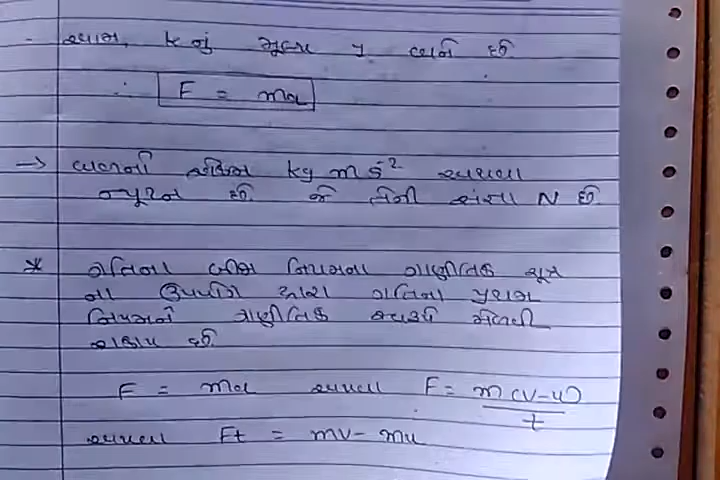 - આમ, k નું મૂલ્ય 1 થાય છે.
∴ F = ma
→ બળનો એકમ kg m s⁻² અથવા
ન્યૂટન છે. જે તેની સંજ્ઞા N છે
* ગતિના બીજા નિયમના ગાણીતિક સૂત્ર
ના ઉપયોગ દ્વારા ગતિના પ્રથમ
નિયમનો ગાણીતિક સ્વરૂપ મેળવી
શકાય છે.
F = ma અથવા F = m(v-u)/t
અથવા Ft = mv - mu